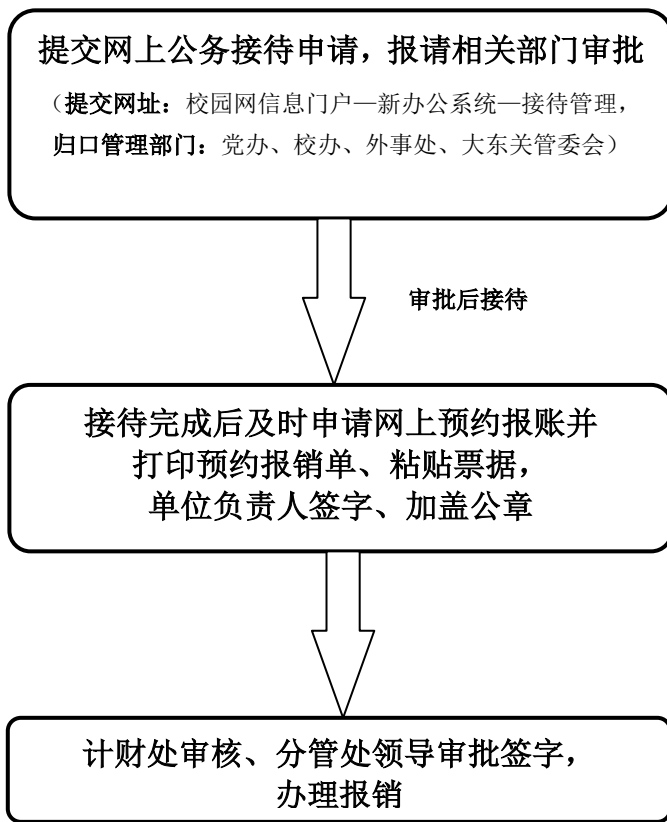 提交网上公务接待申请，报请相关部门审批
（提交网址：校园网信息门户—新办公系统—接待管理，
归口管理部门：党办、校办、外事处、大东关管委会）
审批后接待
接待完成后及时申请网上预约报账并
打印预约报销单、粘贴票据，
单位负责人签字、加盖公章
计财处审核、分管处领导审批签字，
办理报销